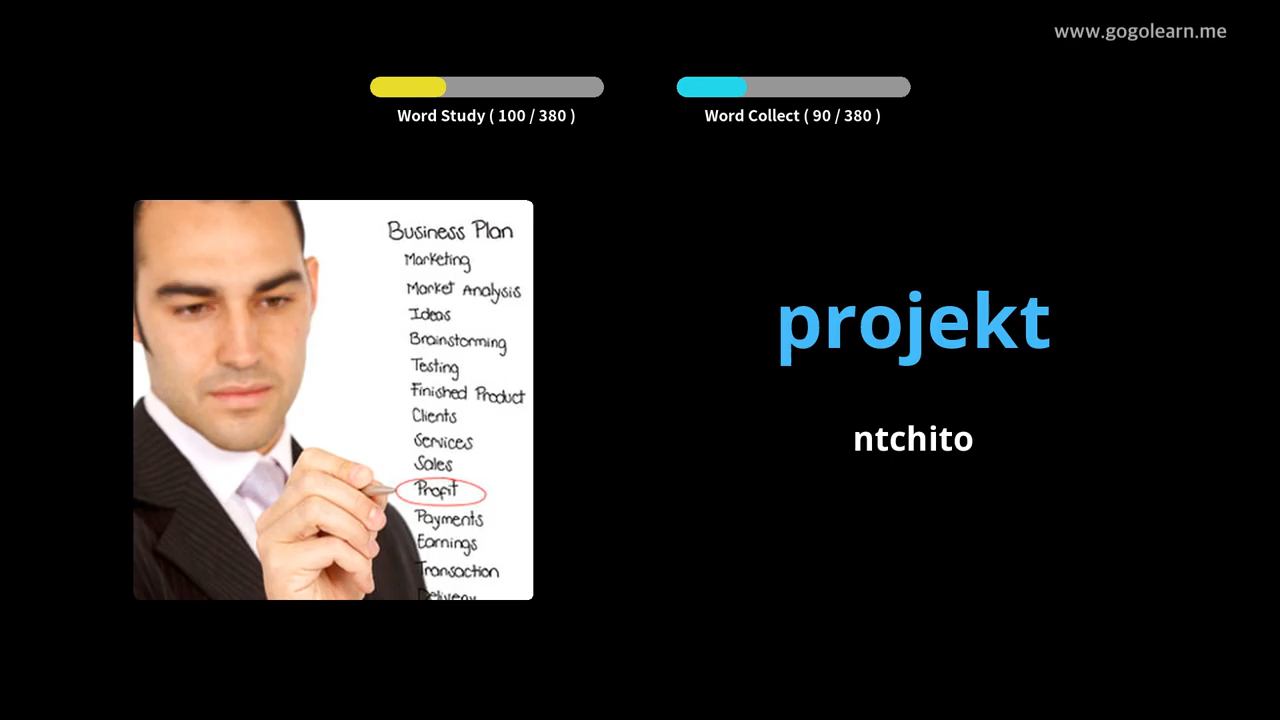 www.gogolearn.me
Word Study ( 100 / 380 )
Word Collect ( 90 / 380 )
Business Plan
Marketing
Market Analysis
Ideas
Brainstorming
Testing
Finished Product
Clients
Services
Sales
Profit
Payments
Earnings
Transaction
Delivery
projekt
ntchito